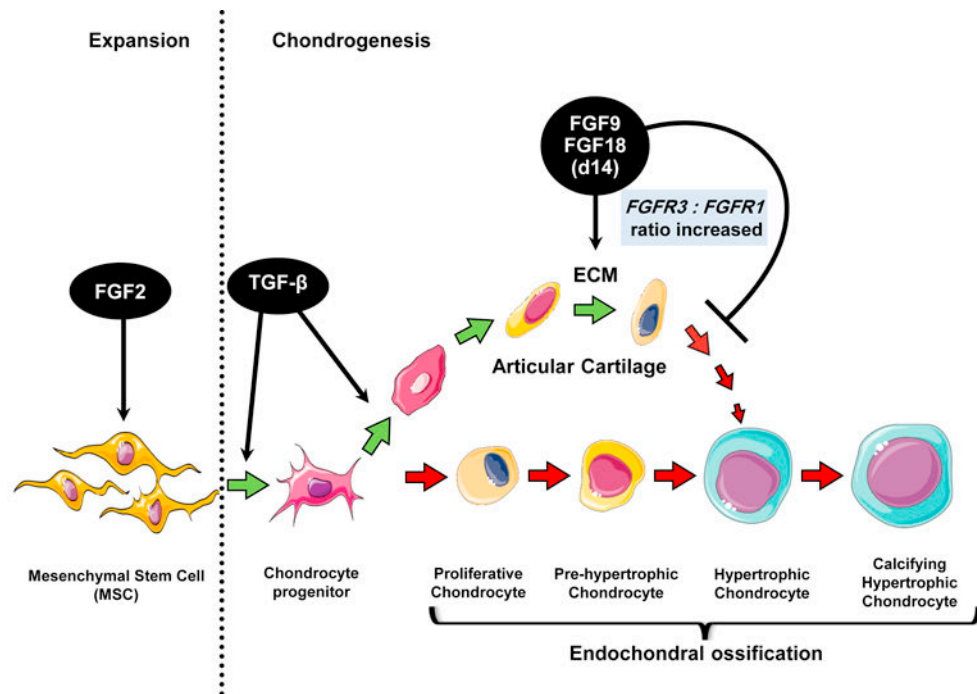 Expansion
Chondrogenesis
FGF9
FGF18
(d14)
FGFR3 : FGFR1
ratio increased
FGF2
TGF-β
ECM
Articular Cartilage
Mesenchymal Stem Cell
(MSC)
Chondrocyte
progenitor
Proliferative
Chondrocyte
Pre-hypertrophic
Chondrocyte
Hypertrophic
Chondrocyte
Calcifying
Hypertrophic
Chondrocyte
Endochondral ossification